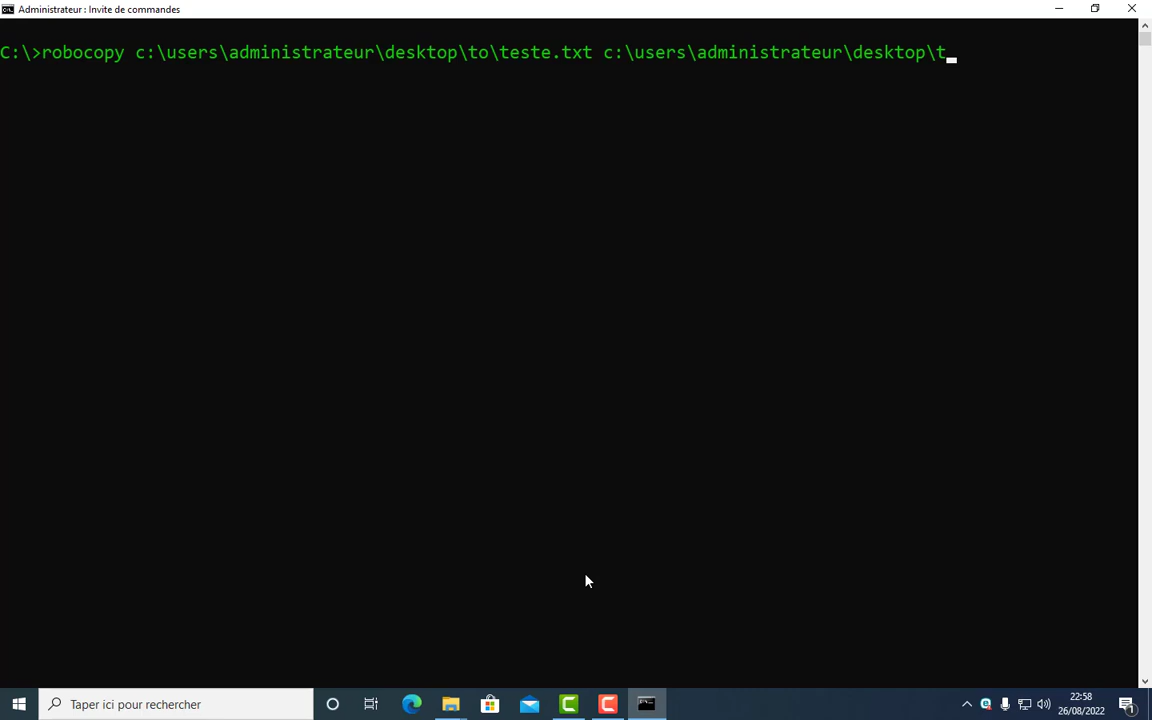 Administrateur : Invite de commandes
C:\>robocopy c:\users\administrateur\desktop\to\teste.txt c:\users\administrateur\desktop\t
Taper ici pour rechercher
22:58
26/08/2022
1